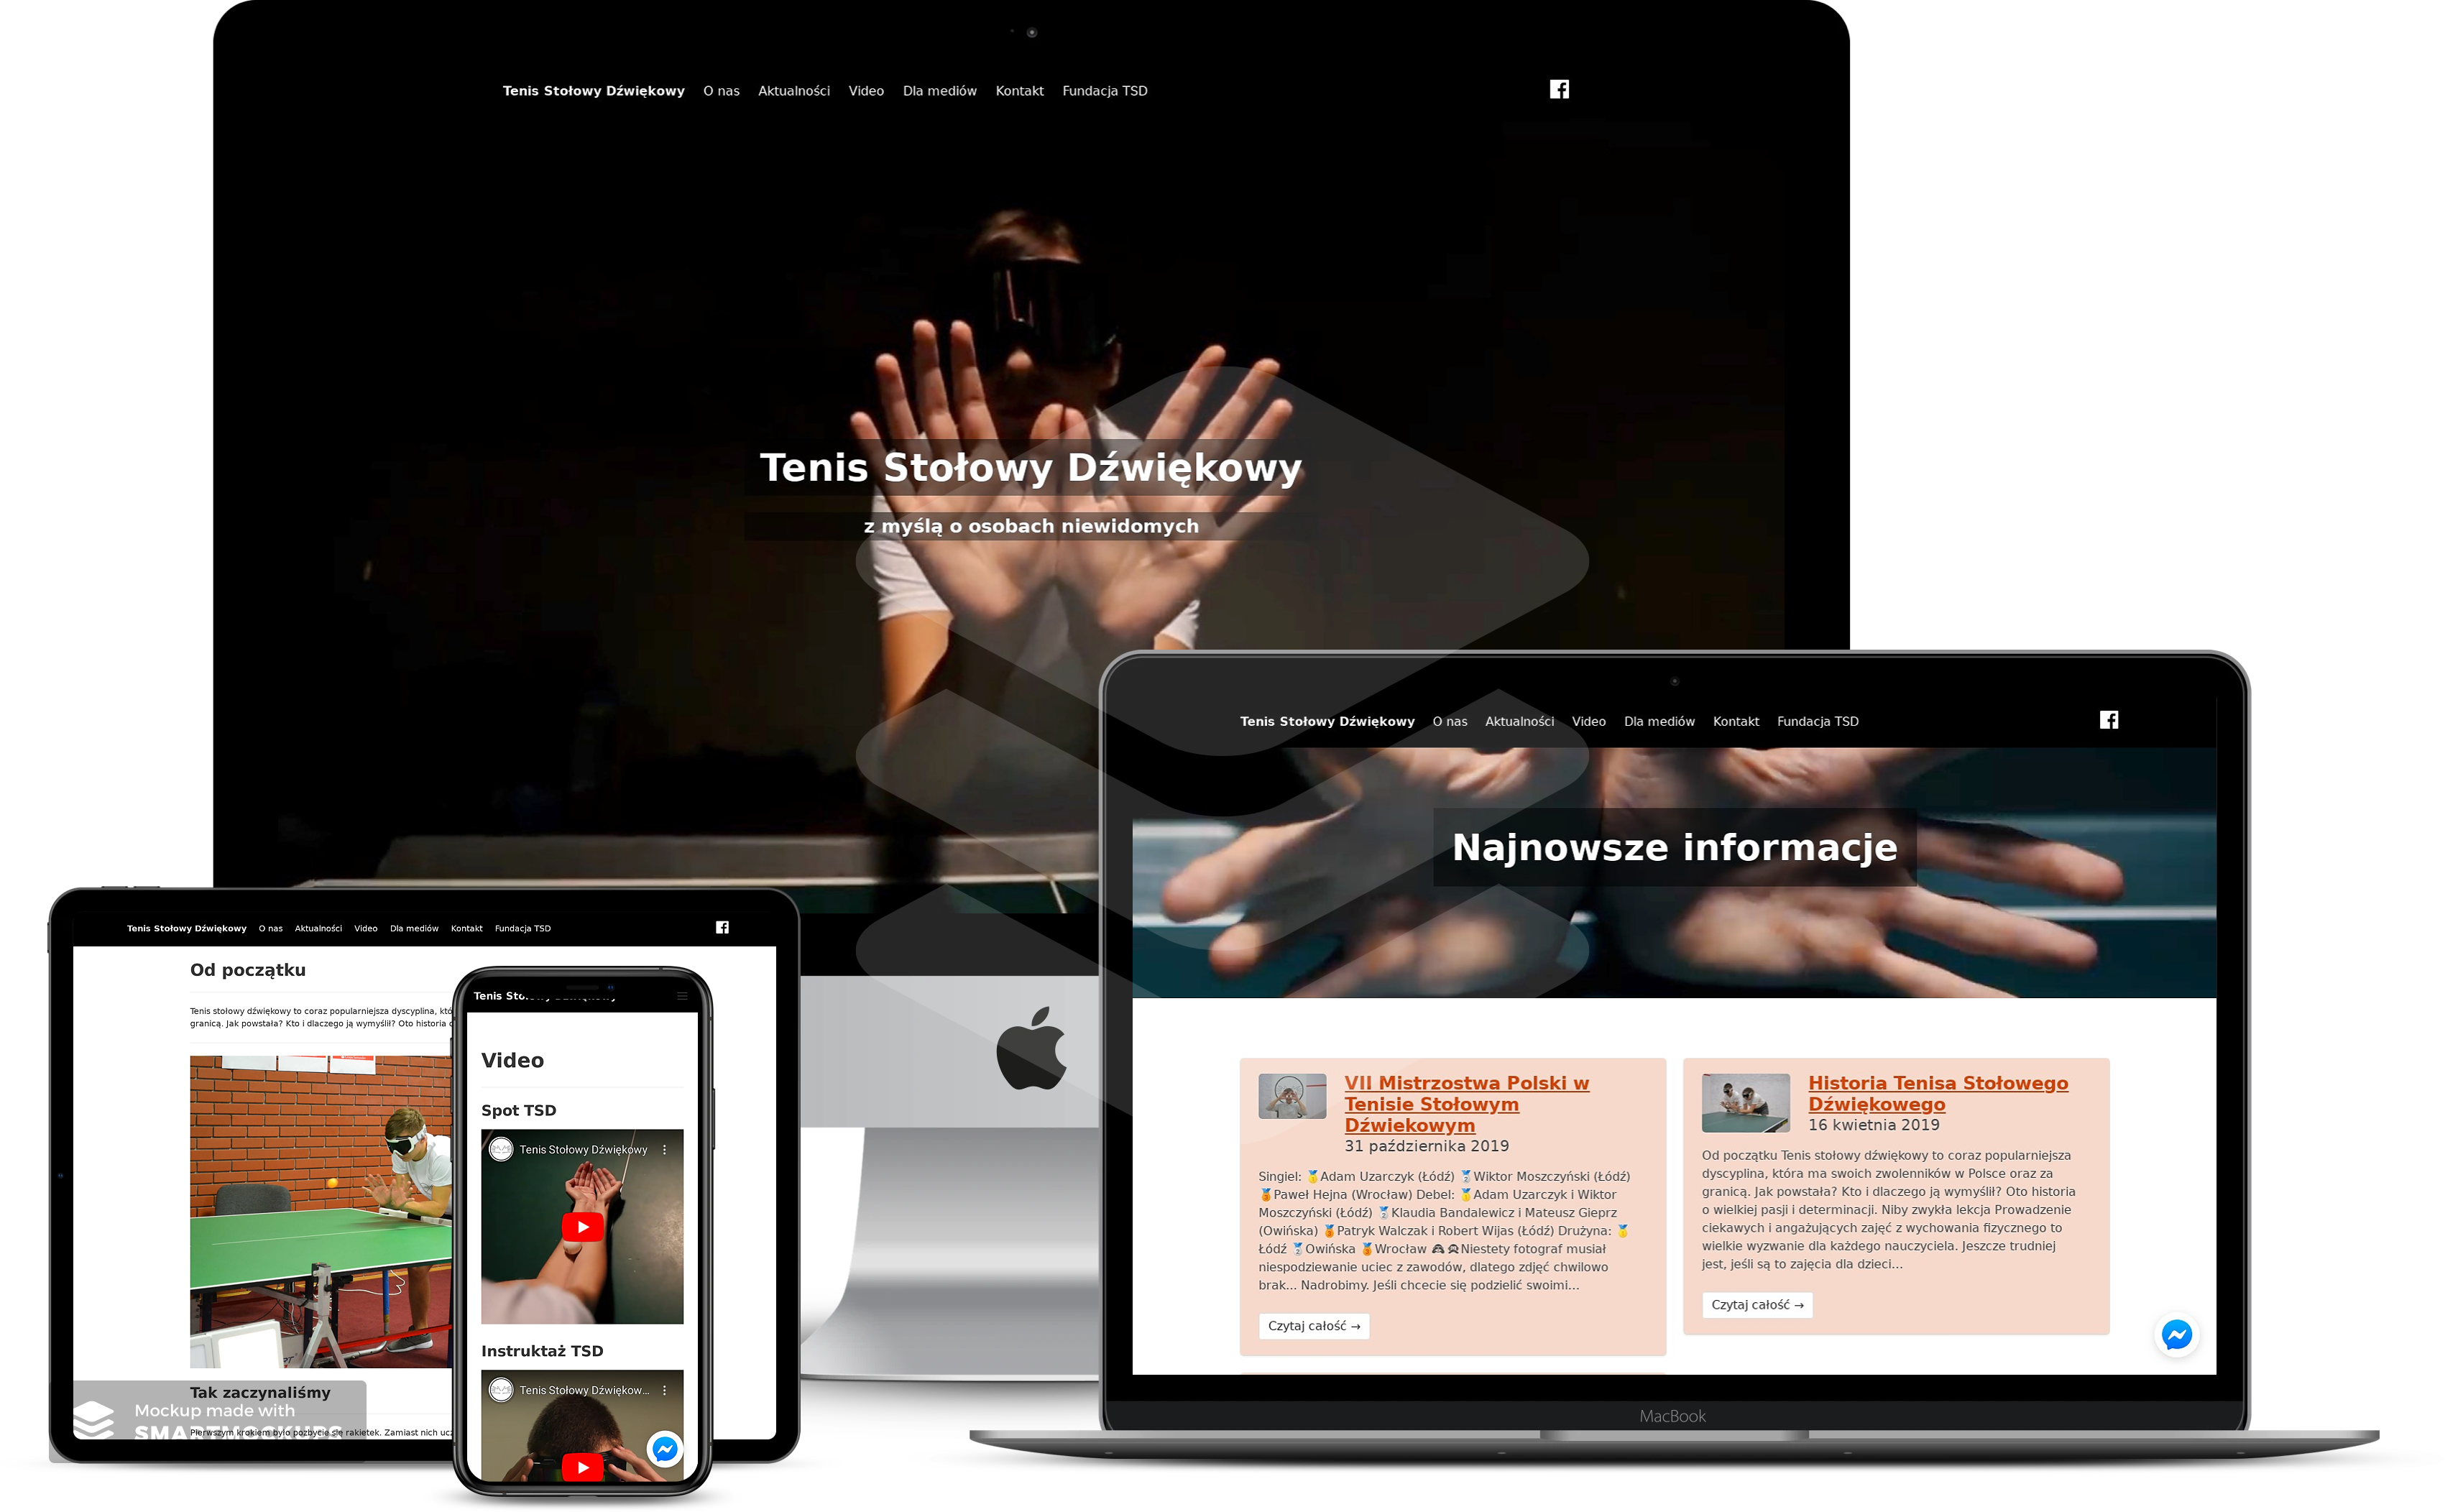 Tenis Stołowy Dźwiękowy O nas Aktualności Video Dla mediów Kontakt Fundacja TSD
Tenis Stołowy Dźwiękowy
z myślą o osobach niewidomych
Tenis Stołowy Dźwiękowy O nas Aktualności Video Dla mediów Kontakt Fundacja TSD
Najnowsze informacje
VII Mistrzostwa Polski w
Tenisie Stołowym
Dźwiekowym
31 października 2019
Singiel: 🥇Adam Uzarczyk (Łódź) 🥈Wiktor Moszczyński (Łódź)
🥉Paweł Hejna (Wrocław) Debel: 🥇Adam Uzarczyk i Wiktor
Moszczyński (Łódź) 🥈Klaudia Bandalewicz i Mateusz Gieprz
(Owińska) 🥉Patryk Walczak i Robert Wijas (Łódź) Drużyna: 🥇
Łódź 🥈Owińska 🥉Wrocław 🙈🙊Niestety fotograf musiał
niespodziewanie uciec z zawodów, dlatego zdjęć chwilowo
brak... Nadrobimy. Jeśli chcecie się podzielić swoimi...
Czytaj całość →
Historia Tenisa Stołowego
Dźwiękowego
16 kwietnia 2019
Od początku Tenis stołowy dźwiękowy to coraz popularniejsza
dyscyplina, która ma swoich zwolenników w Polsce oraz za
granicą. Jak powstała? Kto i dlaczego ją wymyślił? Oto historia
o wielkiej pasji i determinacji. Niby zwykła lekcja Prowadzenie
ciekawych i angażujących zajęć z wychowania fizycznego to
wielkie wyzwanie dla każdego nauczyciela. Jeszcze trudniej
jest, jeśli są to zajęcia dla dzieci...
Czytaj całość →
MacBook
Tenis Stołowy Dźwiękowy O nas Aktualności Video Dla mediów Kontakt Fundacja TSD
Od początku
Tenis stołowy dźwiękowy to coraz popularniejsza dyscyplina,
granicą. Jak powstała? Kto i dlaczego ją wymyślił? Oto historia
Tak zaczynaliśmy
Mockup made with
SMARTMOCKUPS
Pierwszym krokiem było pozbycie się rakietek. Zamiast nich
Tenis Stołowy Dźwiękowy
Video
Spot TSD
Tenis Stołowy Dźwiękowy
Instruktaż TSD
Tenis Stołowy Dźwiękow...